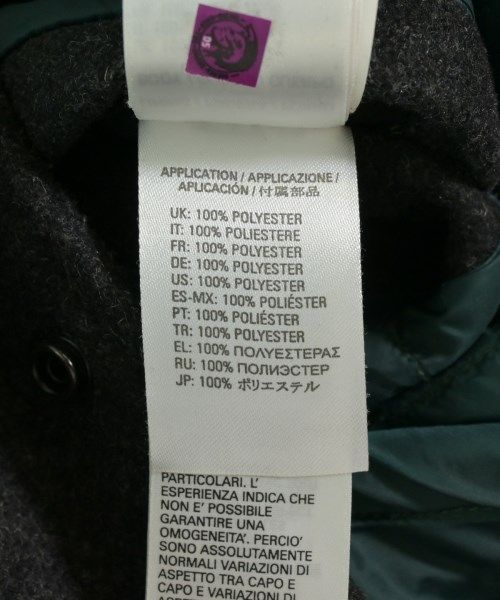 APPLICATION / APPLICAZIONE /
APLICACIÓN / 付属部品
UK: 100% POLYESTER
IT: 100% POLIESTERE
FR: 100% POLYESTER
DE: 100% POLYESTER
US: 100% POLYESTER
ES-MX: 100% POLIÉSTER
PT: 100% POLIÉSTER
TR: 100% POLYESTER
EL: 100% ΠΟΛΥΕΣΤΕΡΑΣ
RU: 100% ПОЛИЭСТЕР
JP: 100% ポリエステル
PARTICOLARI. L'
ESPERIENZA INDICA CHE
NON E' POSSIBILE
GARANTIRE UNA
OMOGENEITA'. PERCIO'
SONO ASSOLUTAMENTE
NORMALI VARIAZIONI DI
ASPETTO TRA CAPO E
CAPO E VARIAZIONI DI